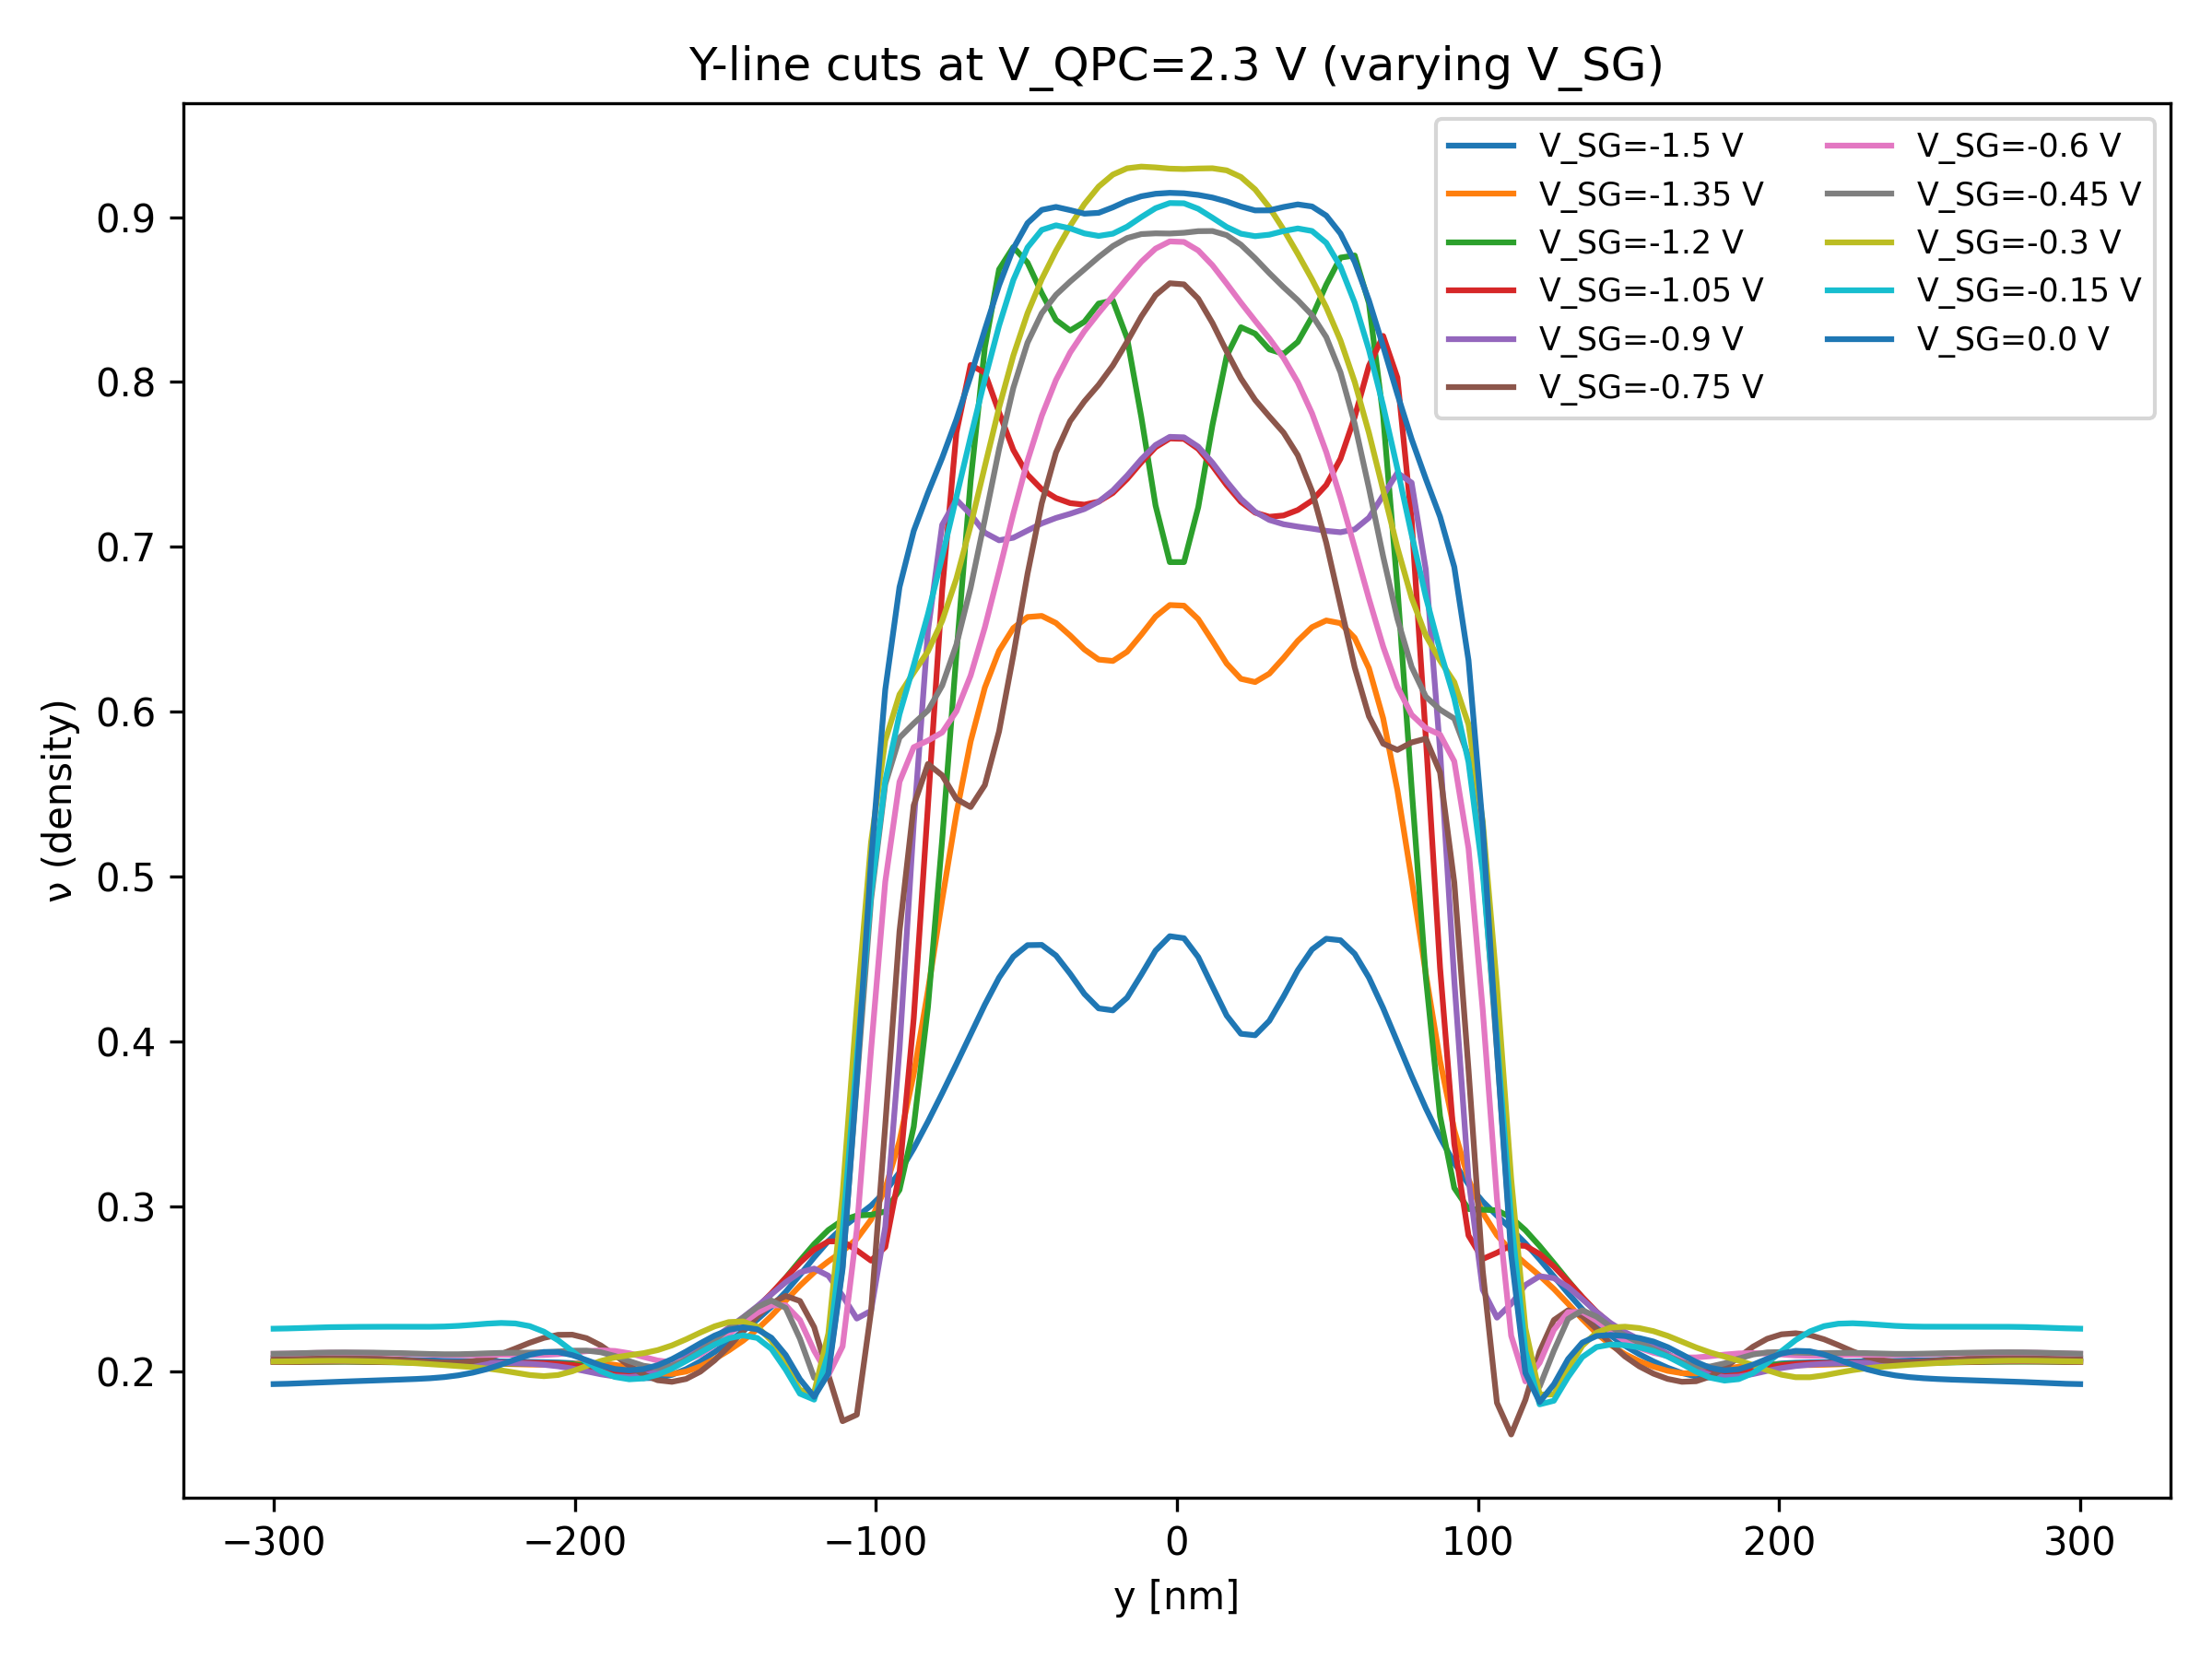 Y-line cuts at V_QPC=2.3 V (varying V_SG)
V_SG=-1.5 V
V_SG=-1.35 V
V_SG=-1.2 V
V_SG=-1.05 V
V_SG=-0.9 V
V_SG=-0.75 V
V_SG=-0.6 V
V_SG=-0.45 V
V_SG=-0.3 V
V_SG=-0.15 V
V_SG=0.0 V
ν (density)
0.9
0.8
0.7
0.6
0.5
0.4
0.3
0.2
−300 −200 −100 0 100 200 300
y [nm]